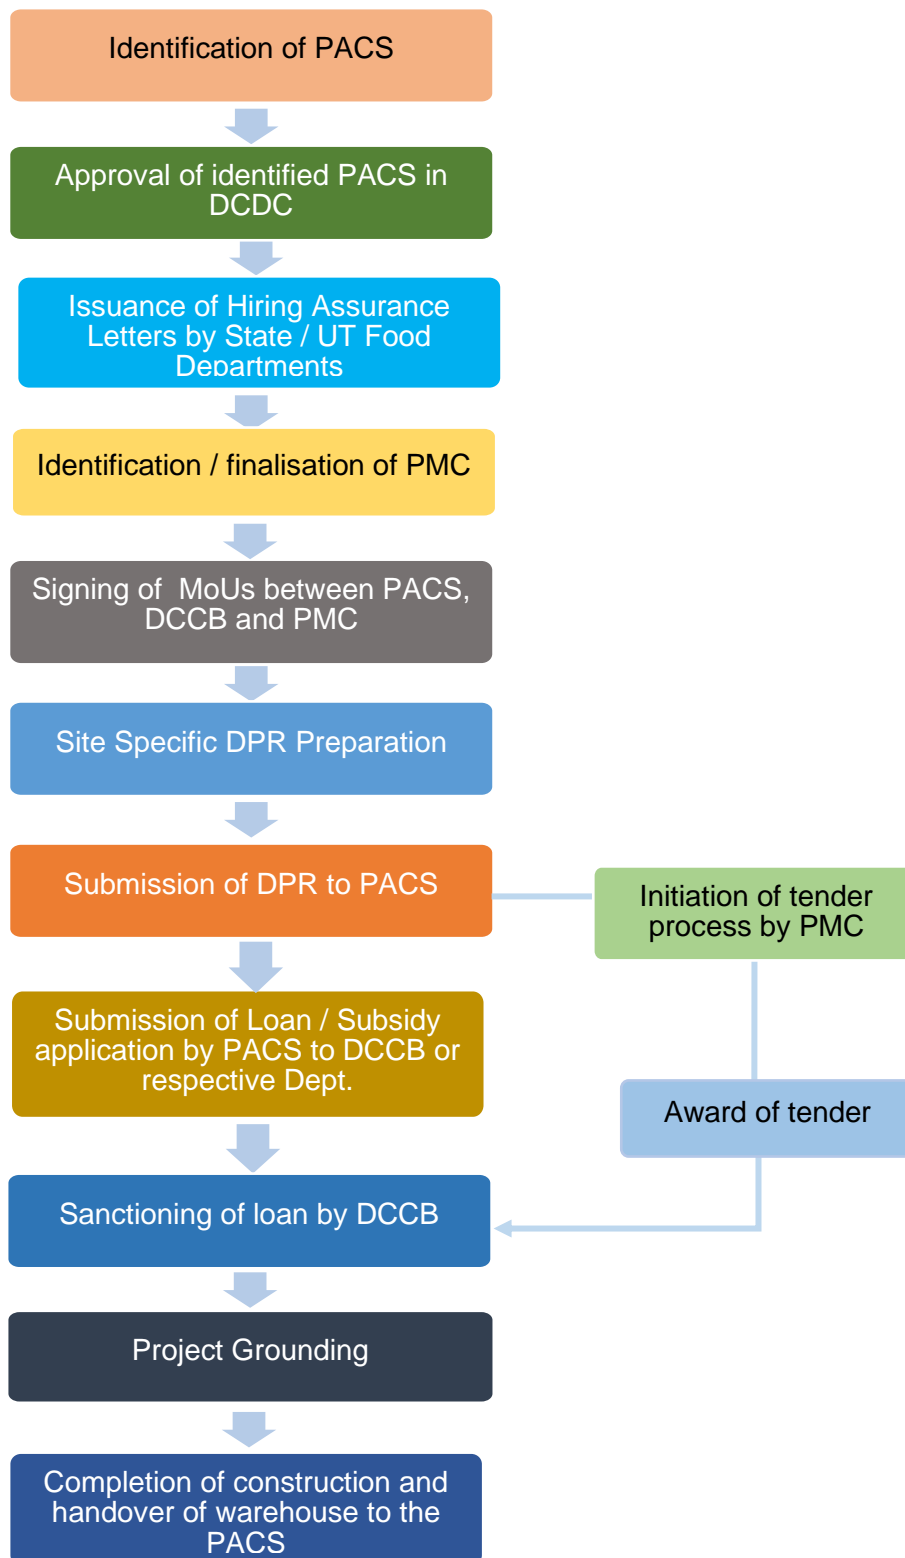 Identification of PACS
Approval of identified PACS in
DCDC
Issuance of Hiring Assurance
Letters by State / UT Food
Departments
Identification / finalisation of PMC
Signing of  MoUs between PACS,
DCCB and PMC
Site Specific DPR Preparation
Submission of DPR to PACS
Initiation of tender
process by PMC
Submission of Loan / Subsidy
application by PACS to DCCB or
respective Dept.
Award of tender
Sanctioning of loan by DCCB
Project Grounding
Completion of construction and
handover of warehouse to the
PACS